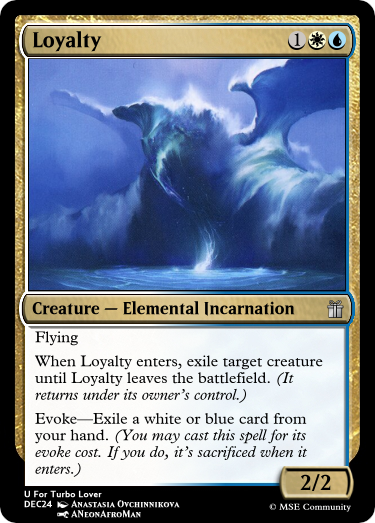 Loyalty 1
Creature — Elemental Incarnation
Flying
When Loyalty enters, exile target creature
until Loyalty leaves the battlefield. (It
returns under its owner's control.)
Evoke—Exile a white or blue card from
your hand. (You may cast this spell for its
evoke cost. If you do, it's sacrificed when it
enters.)
2/2
U For Turbo Lover
DEC24 Anastasia Ovchinnikova
ANeonAfroMan
© MSE Community